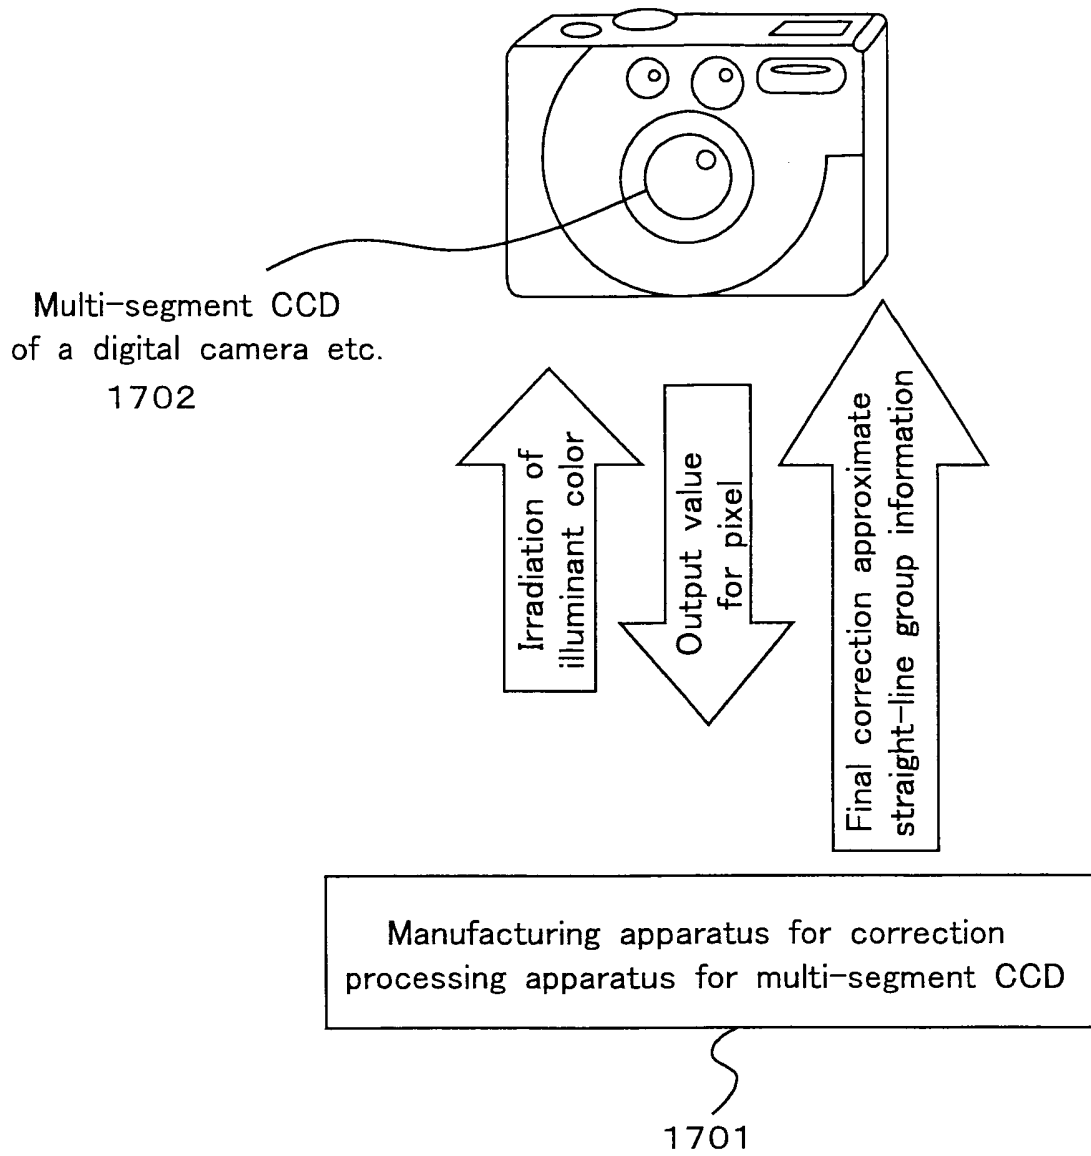 Multi-segment CCD
of a digital camera etc.
1702
Irradiation of
illuminant color
Output value
for pixel
Final correction approximate
straight-line group information
Manufacturing apparatus for correction
processing apparatus for multi-segment CCD
1701